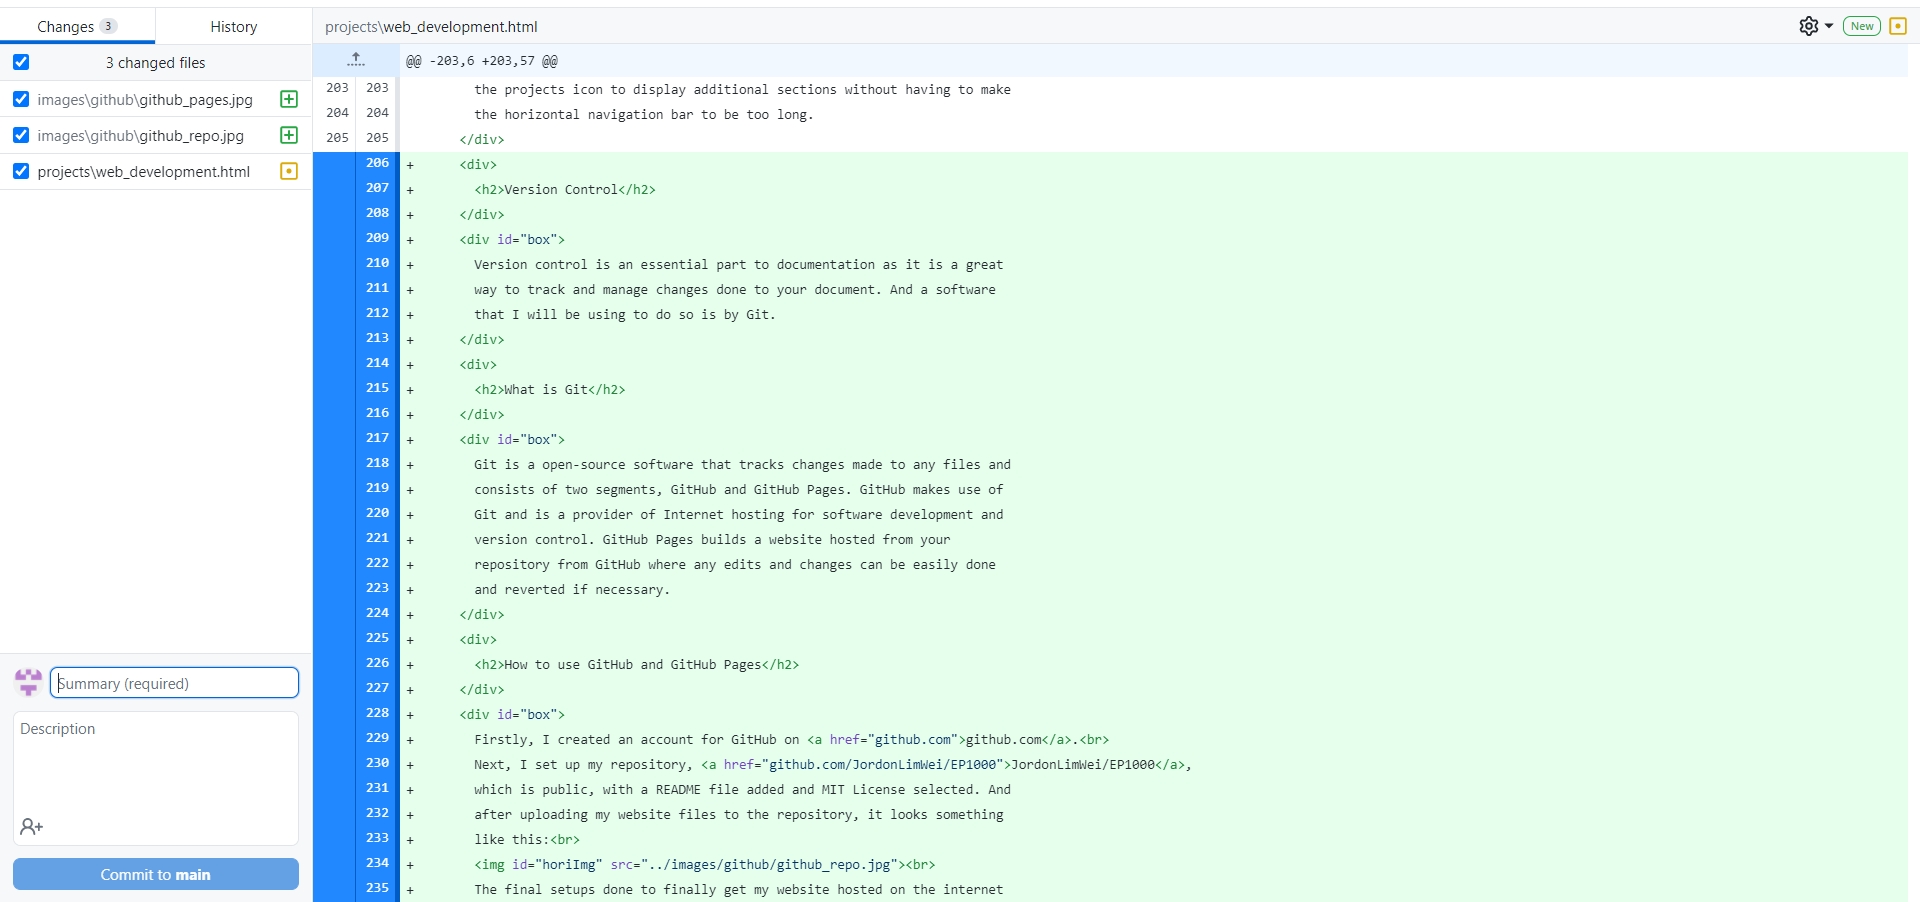 Changes 3 History
3 changed files
images\github\github_pages.jpg
images\github\github_repo.jpg
projects\web_development.html
Summary (required)
Description
Commit to main
projects\web_development.html New
@@ -203,6 +203,57 @@
203 203 the projects icon to display additional sections without having to make
204 204 the horizontal navigation bar to be too long.
205 205 </div>
206 + <div>
207 + <h2>Version Control</h2>
208 + </div>
209 + <div id="box">
210 + Version control is an essential part to documentation as it is a great
211 + way to track and manage changes done to your document. And a software
212 + that I will be using to do so is by Git.
213 + </div>
214 + <div>
215 + <h2>What is Git</h2>
216 + </div>
217 + <div id="box">
218 + Git is a open-source software that tracks changes made to any files and
219 + consists of two segments, GitHub and GitHub Pages. GitHub makes use of
220 + Git and is a provider of Internet hosting for software development and
221 + version control. GitHub Pages builds a website hosted from your
222 + repository from GitHub where any edits and changes can be easily done
223 + and reverted if necessary.
224 + </div>
225 + <div>
226 + <h2>How to use GitHub and GitHub Pages</h2>
227 + </div>
228 + <div id="box">
229 + Firstly, I created an account for GitHub on <a href="github.com">github.com</a>.<br>
230 + Next, I set up my repository, <a href="github.com/JordonLimWei/EP1000">JordonLimWei/EP1000</a>,
231 + which is public, with a README file added and MIT License selected. And
232 + after uploading my website files to the repository, it looks something
233 + like this:<br>
234 + <img id="horiImg" src="../images/github/github_repo.jpg"><br>
235 + The final setups done to finally get my website hosted on the internet